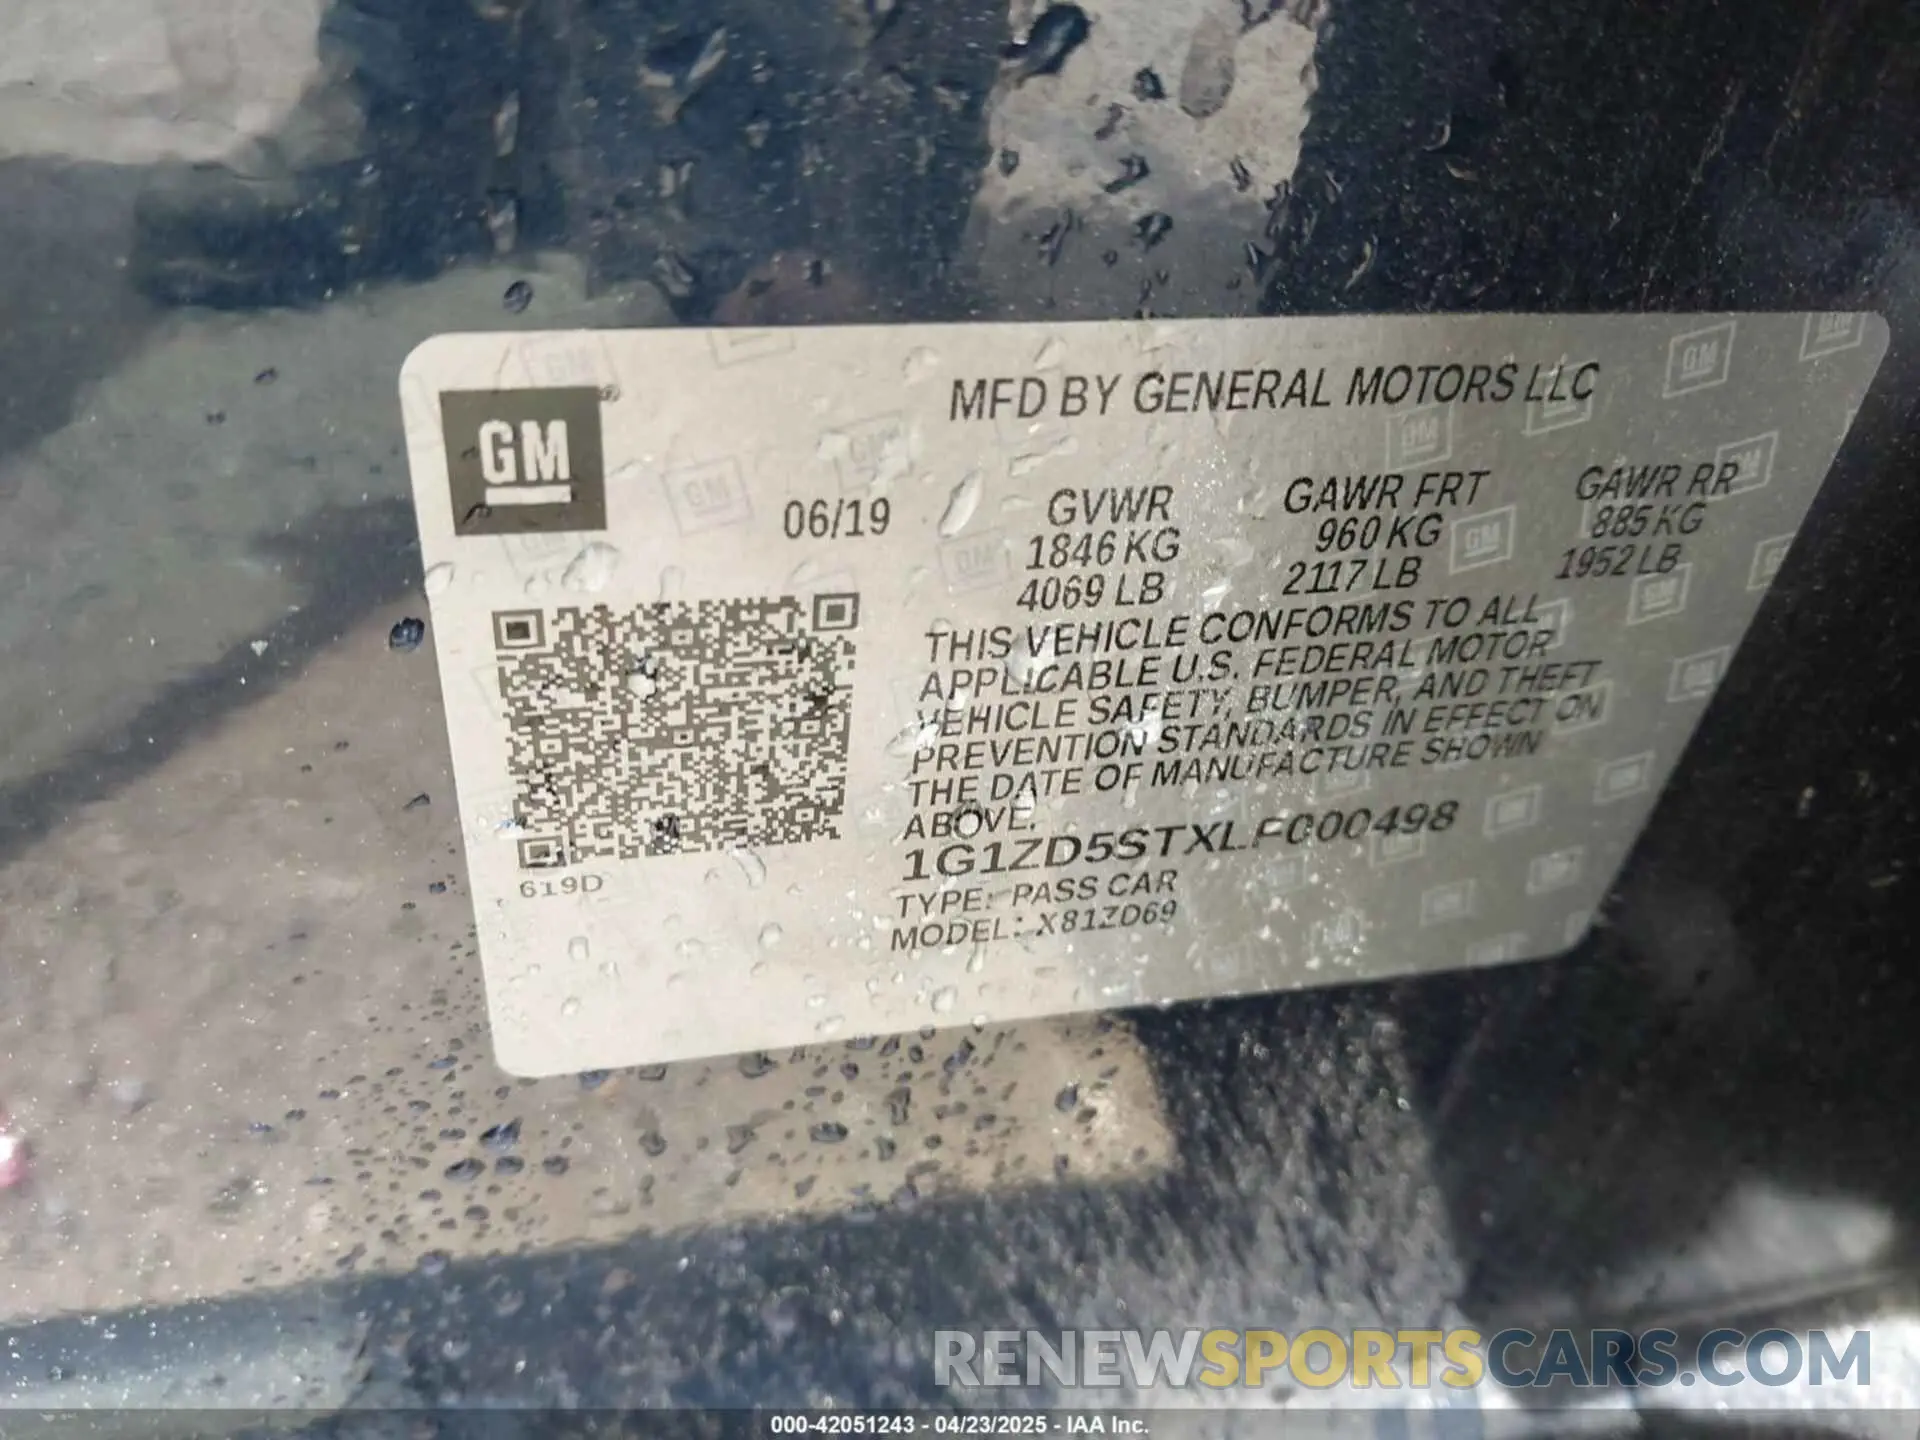 GM
MFD BY GENERAL MOTORS LLC
06/19
GVWR GAWR FRT GAWR RR
1846 KG 960 KG 885 KG
4069 LB 2117 LB 1952 LB
THIS VEHICLE CONFORMS TO ALL
APPLICABLE U.S. FEDERAL MOTOR
VEHICLE SAFETY, BUMPER, AND THEFT
PREVENTION STANDARDS IN EFFECT ON
THE DATE OF MANUFACTURE SHOWN
ABOVE.
1G1ZD5STXLF000498
TYPE: PASS CAR
MODEL: X81ZD69
619D
RENEWSPORTSCARS.COM
000-42051243 - 04/23/2025 - IAA Inc.